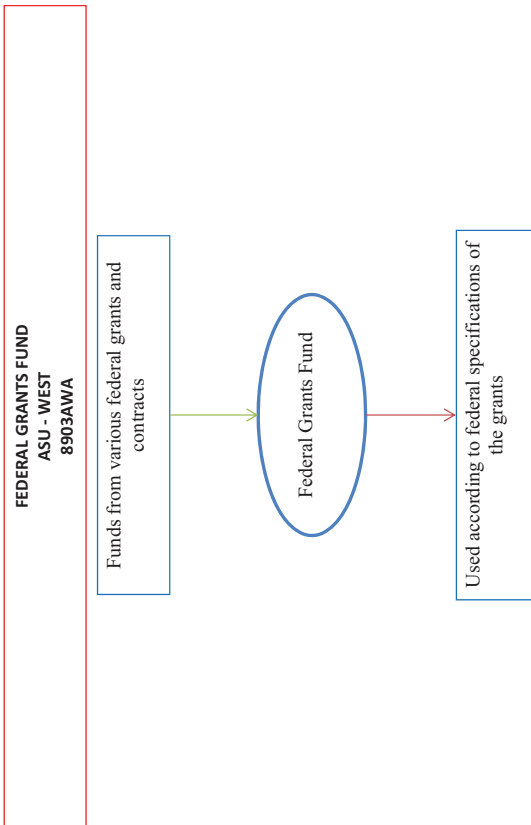 FEDERAL GRANTS FUND
ASU - WEST
8903AWA
Funds from various federal grants and
contracts
Federal Grants Fund
Used according to federal specifications of
the grants